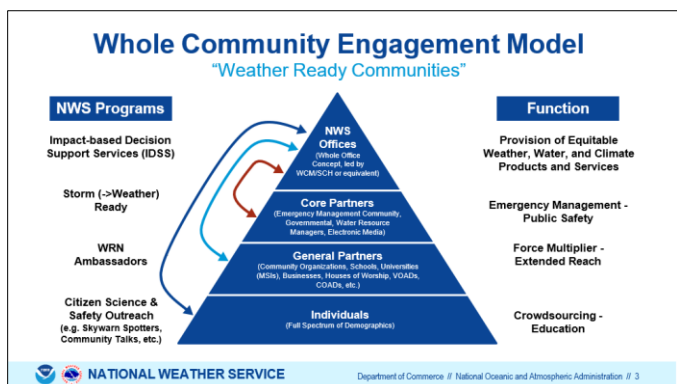 Whole Community Engagement Model
“Weather Ready Communities”
NWS Programs
Impact-based Decision
Support Services (IDSS)
Storm (->Weather)
Ready
WRN
Ambassadors
Citizen Science &
Safety Outreach
(e.g. Skywarn Spotters,
Community Talks, etc.)
NWS
Offices
(Whole Office
Concept, led by
WCM/SCH or equivalent)
Core Partners
(Emergency Management Community,
Governmental, Water Resource
Managers, Electronic Media)
General Partners
(Community Organizations, Schools, Universities
(MSIs), Businesses, Houses of Worship, VOADs,
COADs, etc.)
Individuals
(Full Spectrum of Demographics)
Function
Provision of Equitable
Weather, Water, and Climate
Products and Services
Emergency Management -
Public Safety
Force Multiplier -
Extended Reach
Crowdsourcing -
Education
NATIONAL WEATHER SERVICE
Department of Commerce // National Oceanic and Atmospheric Administration // 3